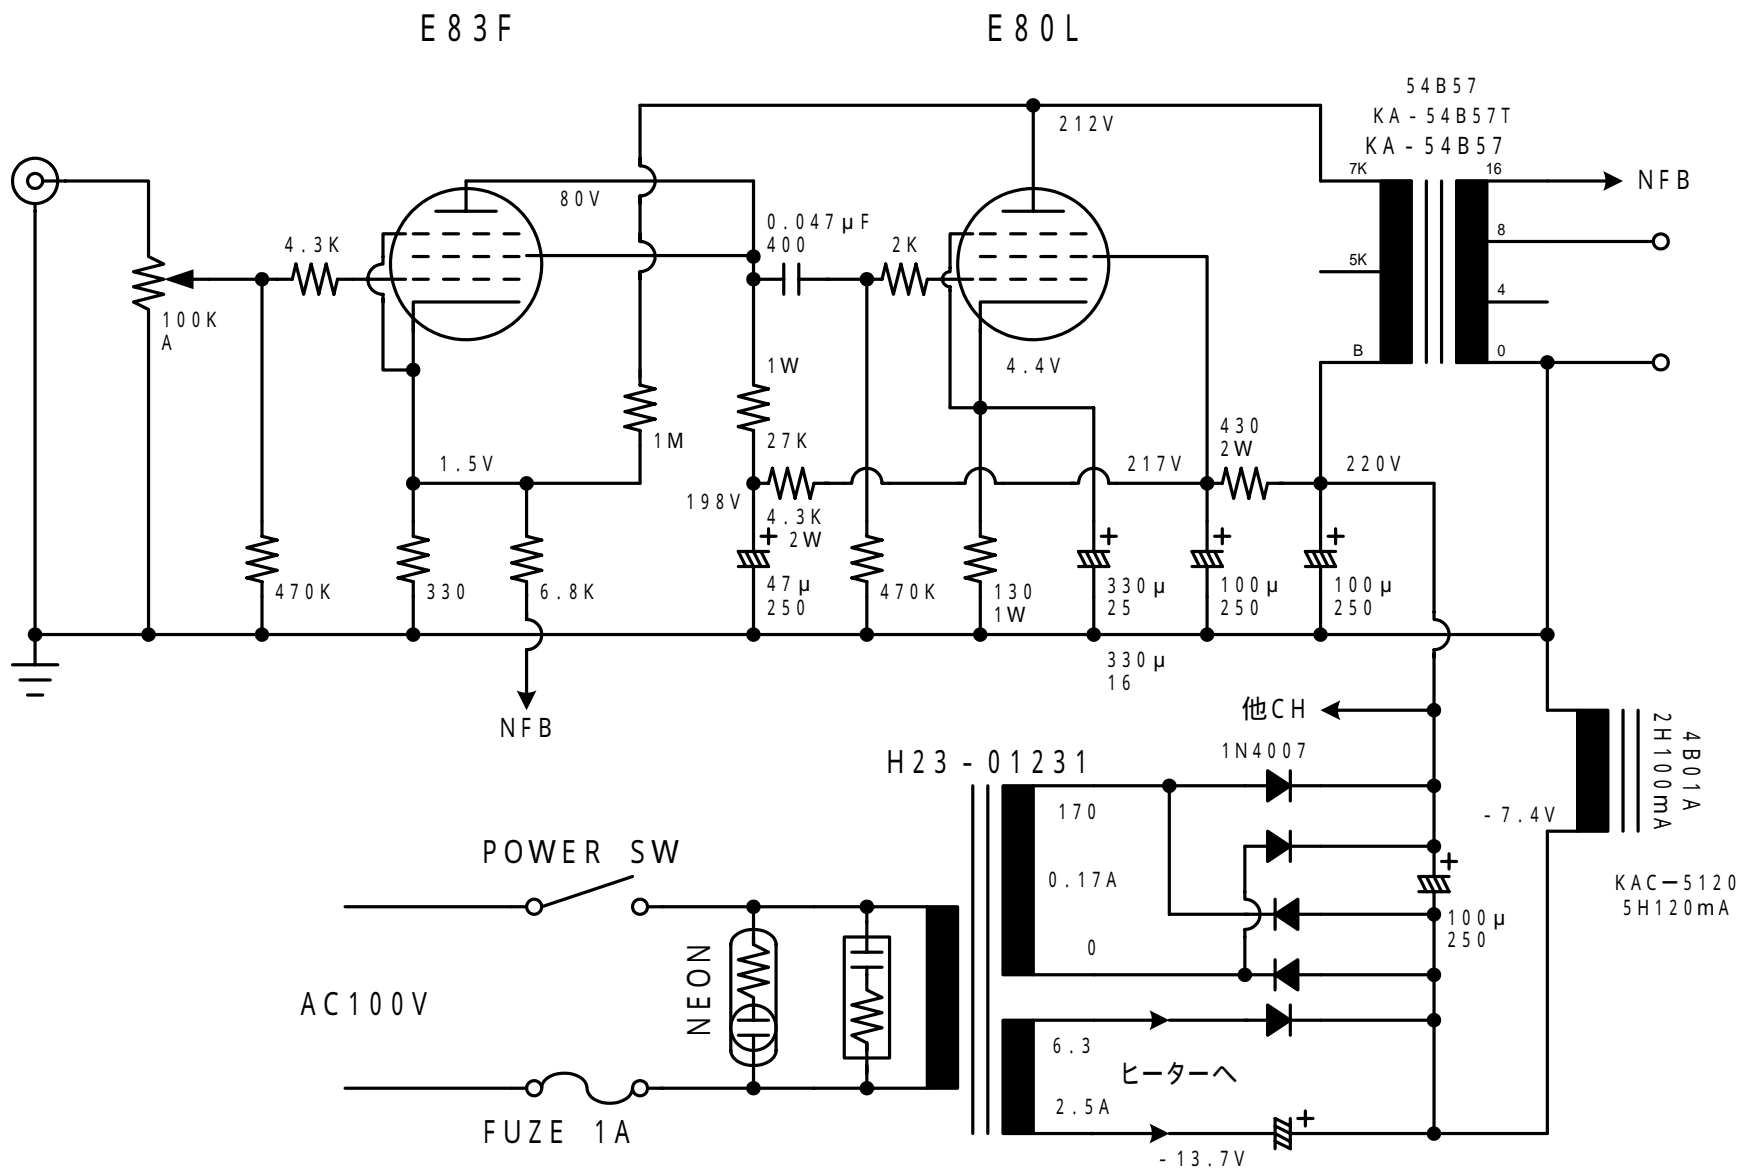 E83F
E80L
54B57
KA-54B57T
KA-54B57
212V
7K
16
NFB
80V
0.047μF
400
4.3K
2K
8
5K
4
100K
A
B
0
1W
4.4V
1M
27K
430
2W
1.5V
217V
220V
198V
4.3K
2W
470K
330
6.8K
47μ
250
470K
130
1W
330μ
25
100μ
250
100μ
250
330μ
16
NFB
他CH
1N4007
H23-01231
170
4B01A
2H100mA
-7.4V
POWER SW
0.17A
KAC−5120
5H120mA
100μ
250
0
NEON
AC100V
6.3
ヒーターへ
2.5A
FUZE 1A
-13.7V